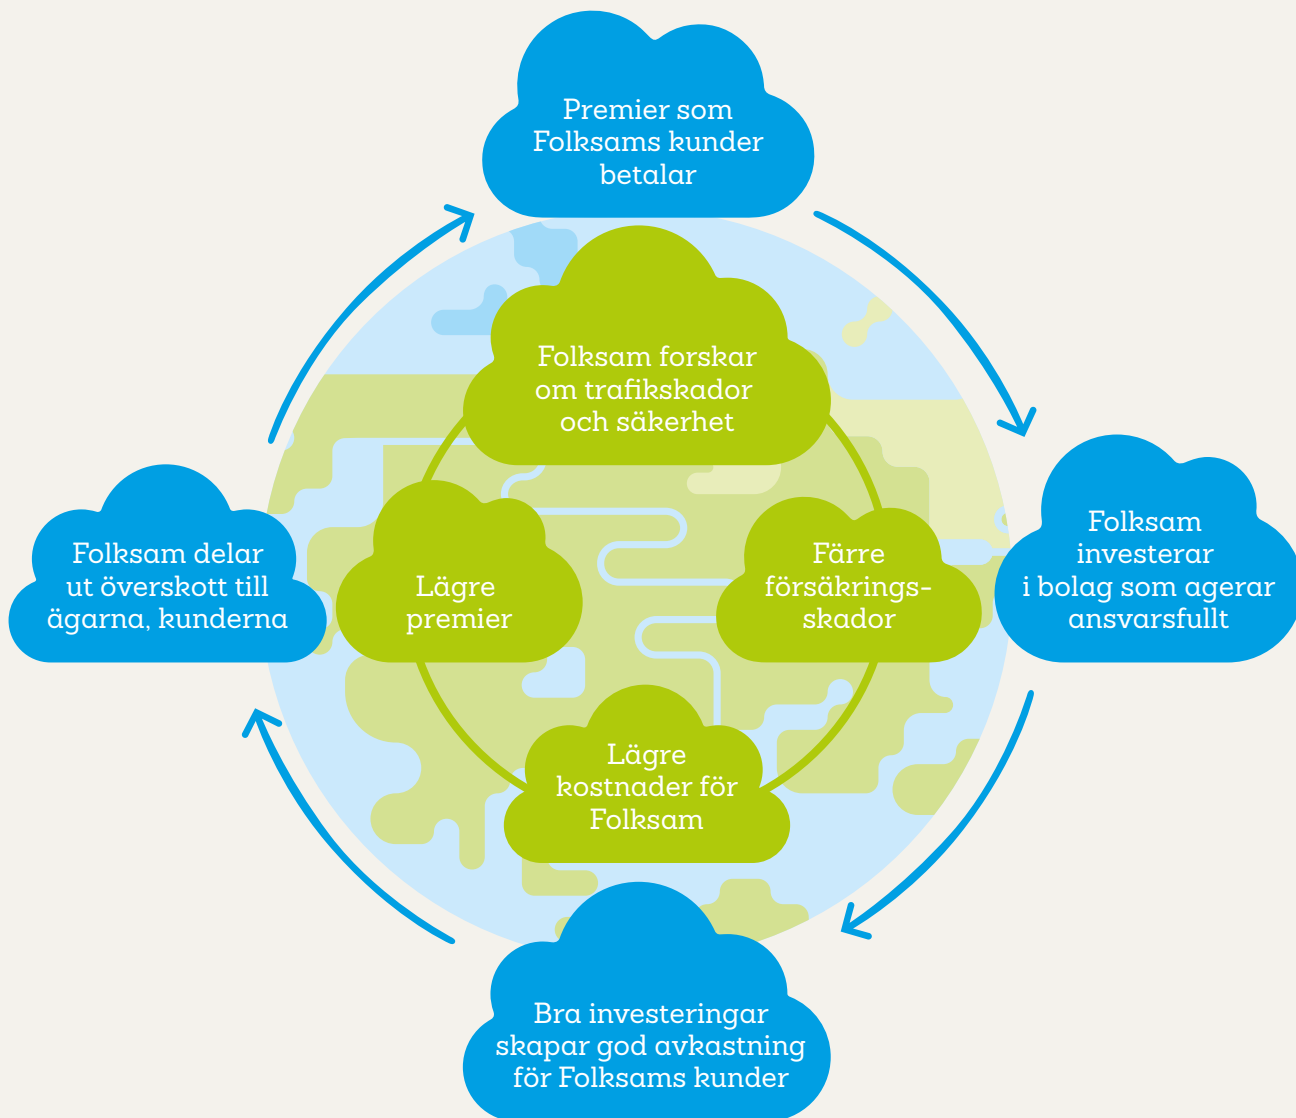 Premier som
Folksams kunder
betalar
Folksam forskar
om trafikskador
och säkerhet
Folksam delar
ut överskott till
ägarna, kunderna
Lägre
premier
Färre
försäkrings-
skador
Folksam
investerar
i bolag som agerar
ansvarsfullt
Lägre
kostnader för
Folksam
Bra investeringar
skapar god avkastning
för Folksams kunder